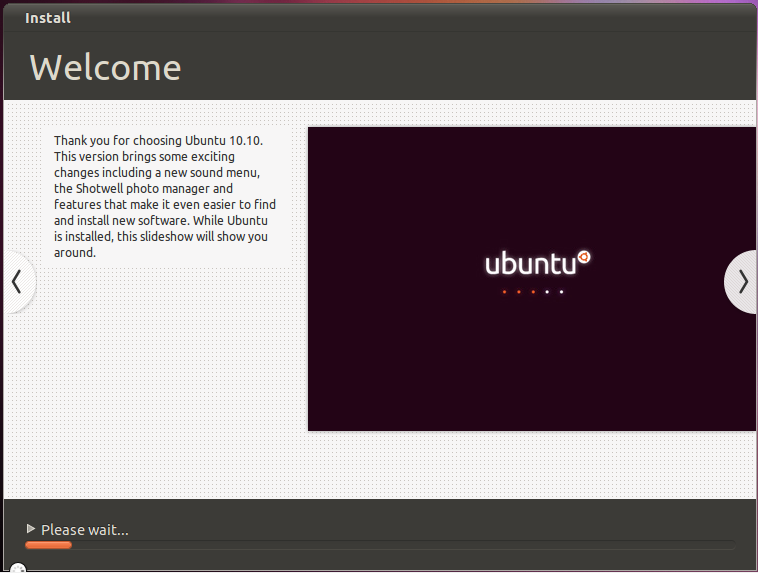 Install
Welcome
Thank you for choosing Ubuntu 10.10.
This version brings some exciting
changes including a new sound menu,
the Shotwell photo manager and
features that make it even easier to find
and install new software. While Ubuntu
is installed, this slideshow will show you
around.
ubuntu
Please wait...